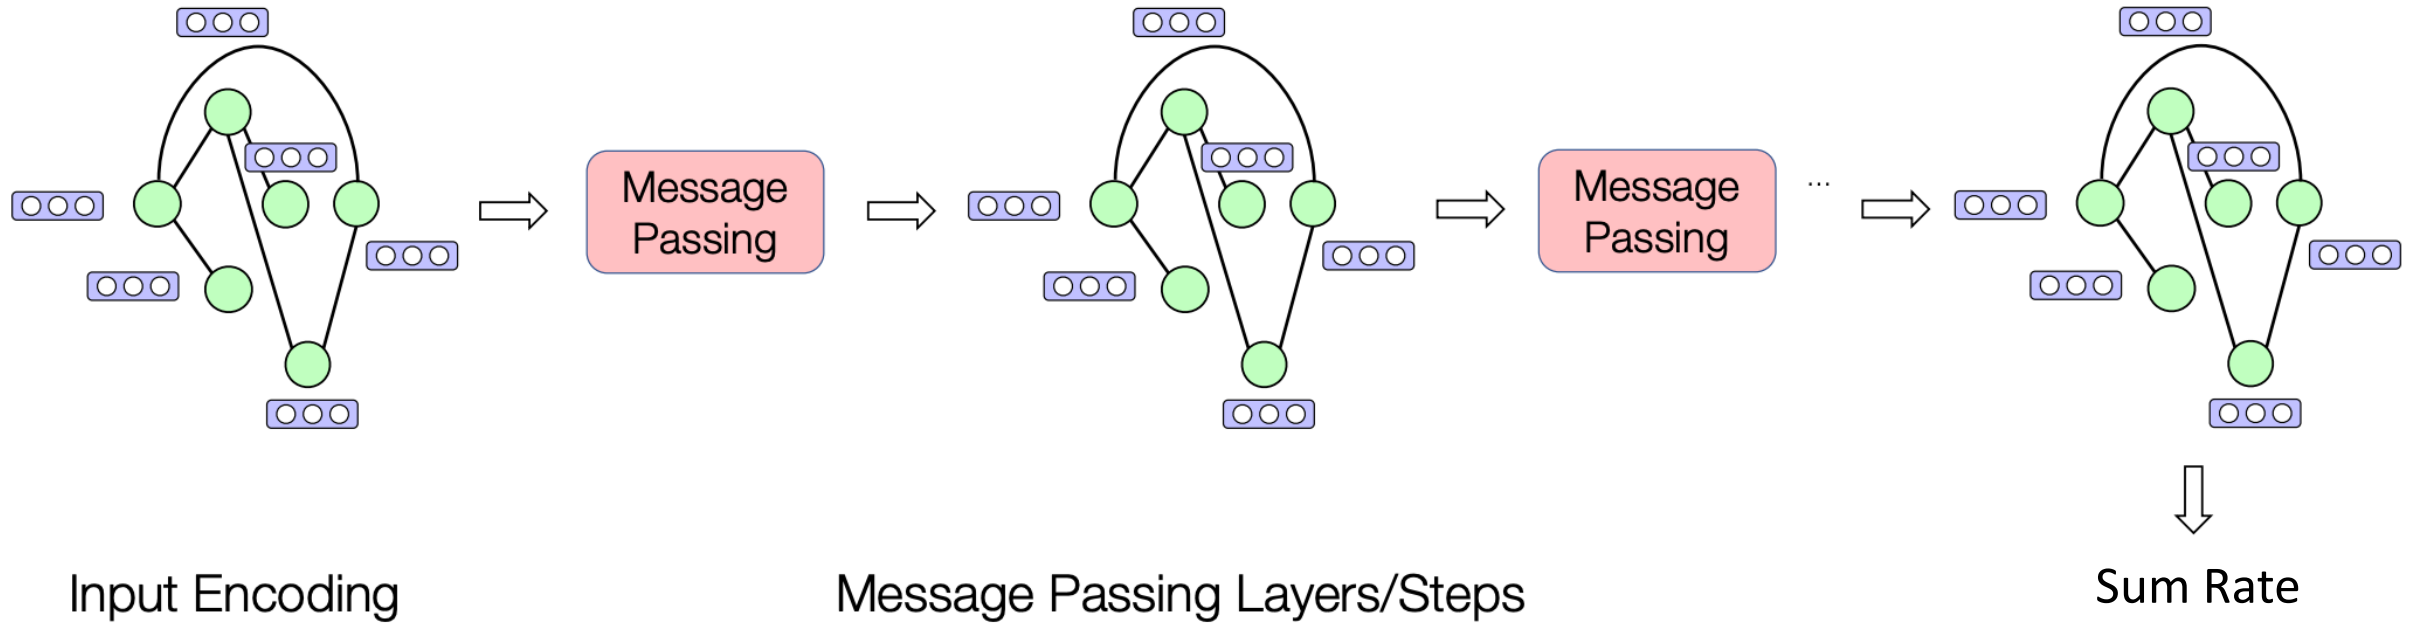 Message
Passing
Message
Passing
...
Input Encoding
Message Passing Layers/Steps
Sum Rate